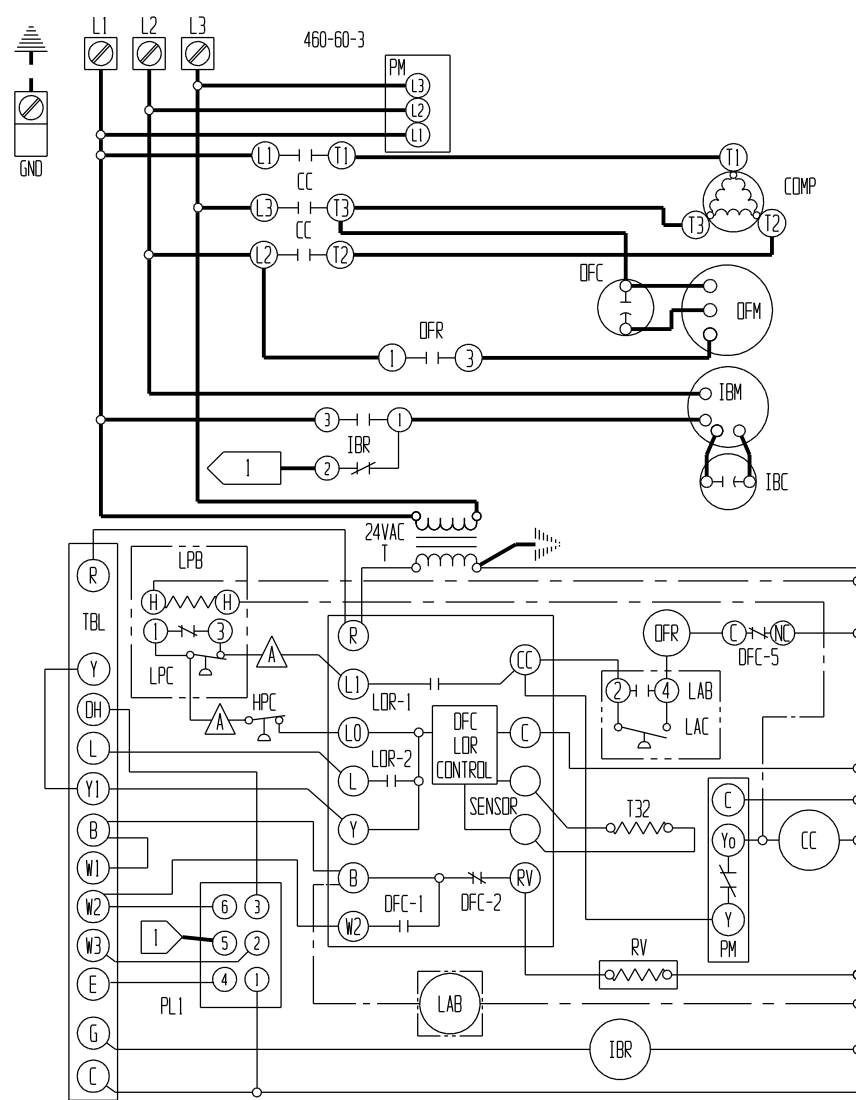 L1 L2 L3
460-60-3
PM
L3
L2
L1
GND
L1 T1 T1
CC
COMP
L3 T3 T3 T2
CC
L2 T2
OFC
OFM
OFR
1 3
IBM
3 1
IBR
1 2
IBC
24VAC
T
LPB
R
H H
TBL
1 3
R
OFR C NC
DFC-5
LPC
A
CC
Y
L1
LOR-1
2 4 LAB
LAC
HPC
A
DH
LO
DFC
LOR
CONTROL
C
L
LOR-2
L
SENSOR
Y1
T32
C
B
Y
Yo CC
W1
B
DFC-2
RV
W2
6 3
DFC-1
Y
1
W2
W3
5 2
RV
PM
E
4 1
PL1
LAB
G
IBR
C